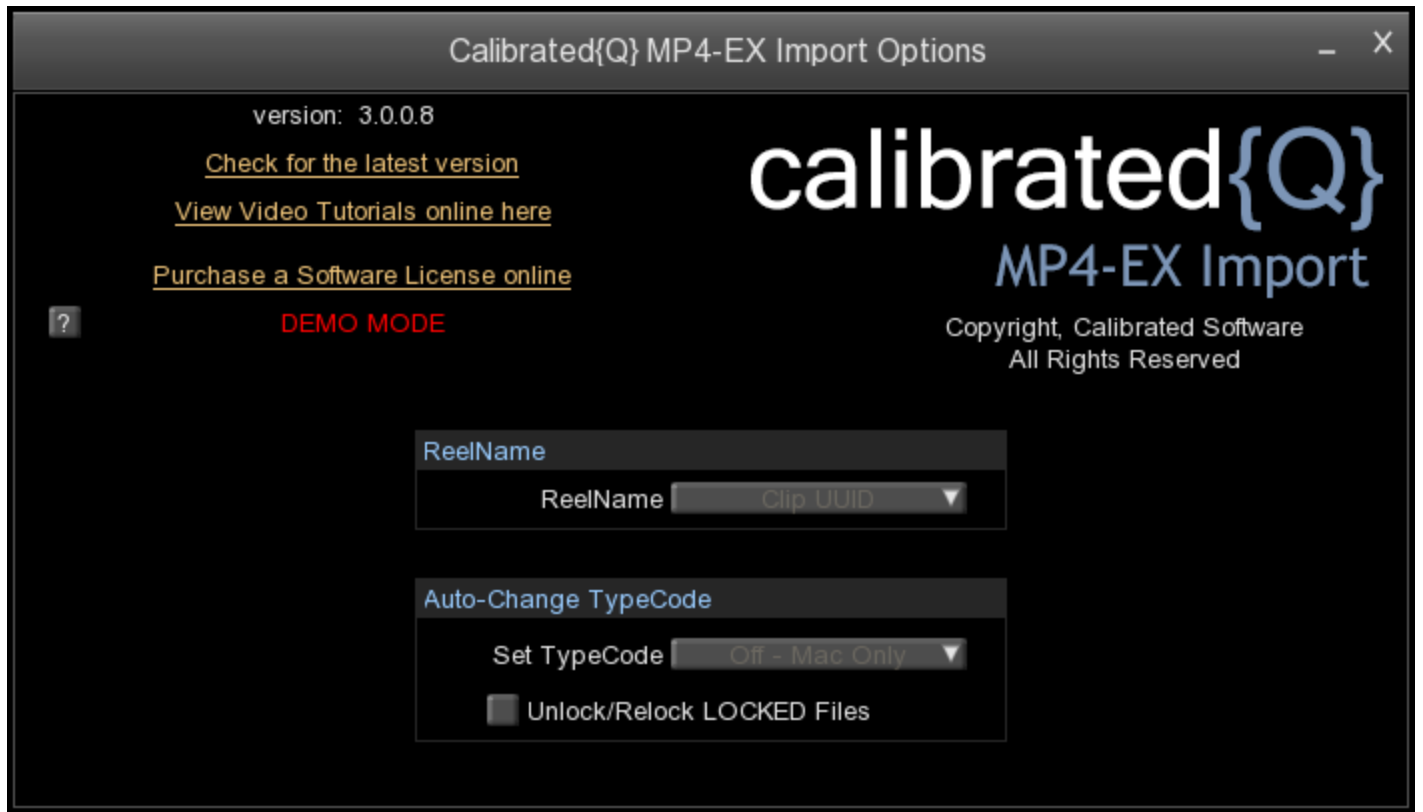 Calibrated{Q} MP4-EX Import Options
version: 3.0.0.8
Check for the latest version
View Video Tutorials online here
Purchase a Software License online
?
DEMO MODE
calibrated{Q}
MP4-EX Import
Copyright, Calibrated Software
All Rights Reserved
ReelName
ReelName Clip UUID
Auto-Change TypeCode
Set TypeCode Off - Mac Only
Unlock/Relock LOCKED Files